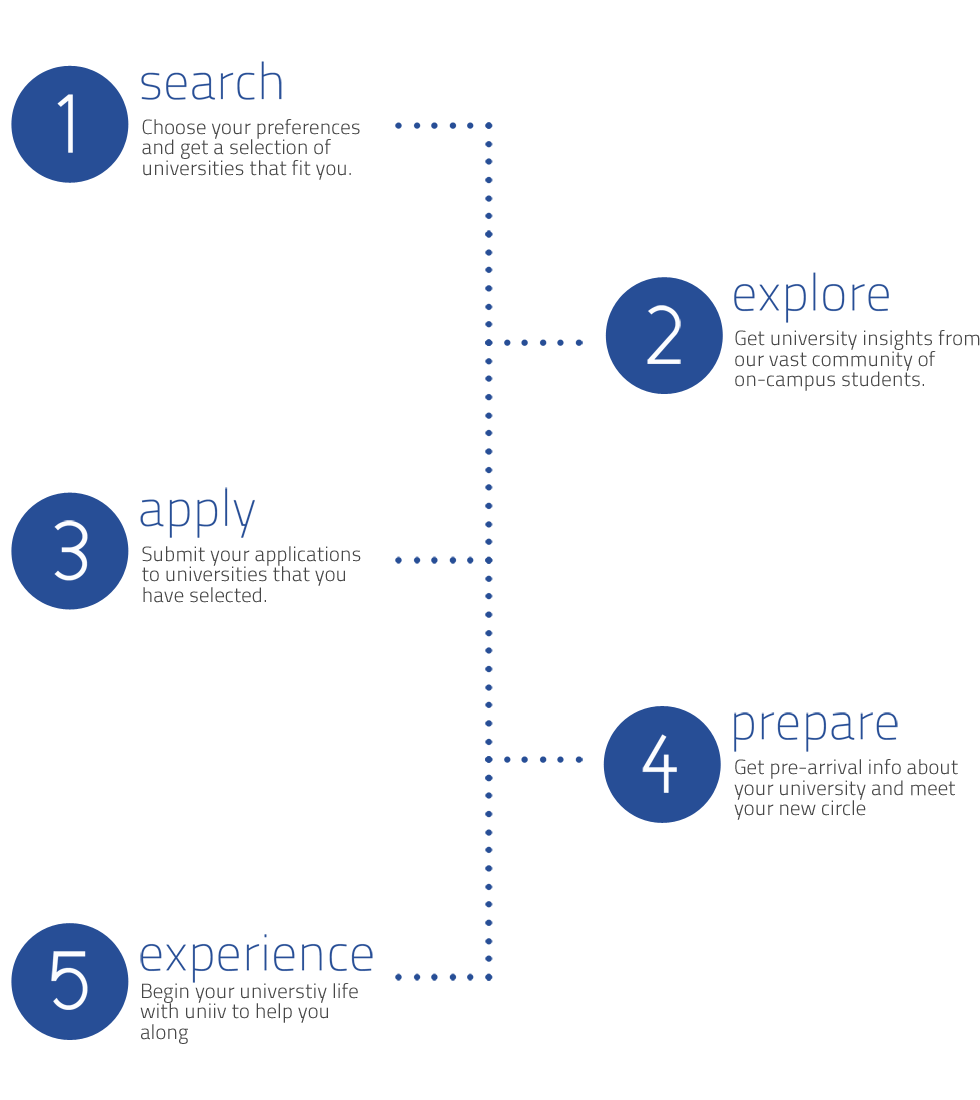 1
search
Choose your preferences
and get a selection of
universities that fit you.
2
explore
Get university insights from
our vast community of
on-campus students.
3
apply
Submit your applications
to universities that you
have selected.
4
prepare
Get pre-arrival info about
your university and meet
your new circle
5
experience
Begin your universtiy life
with uniiv to help you
along